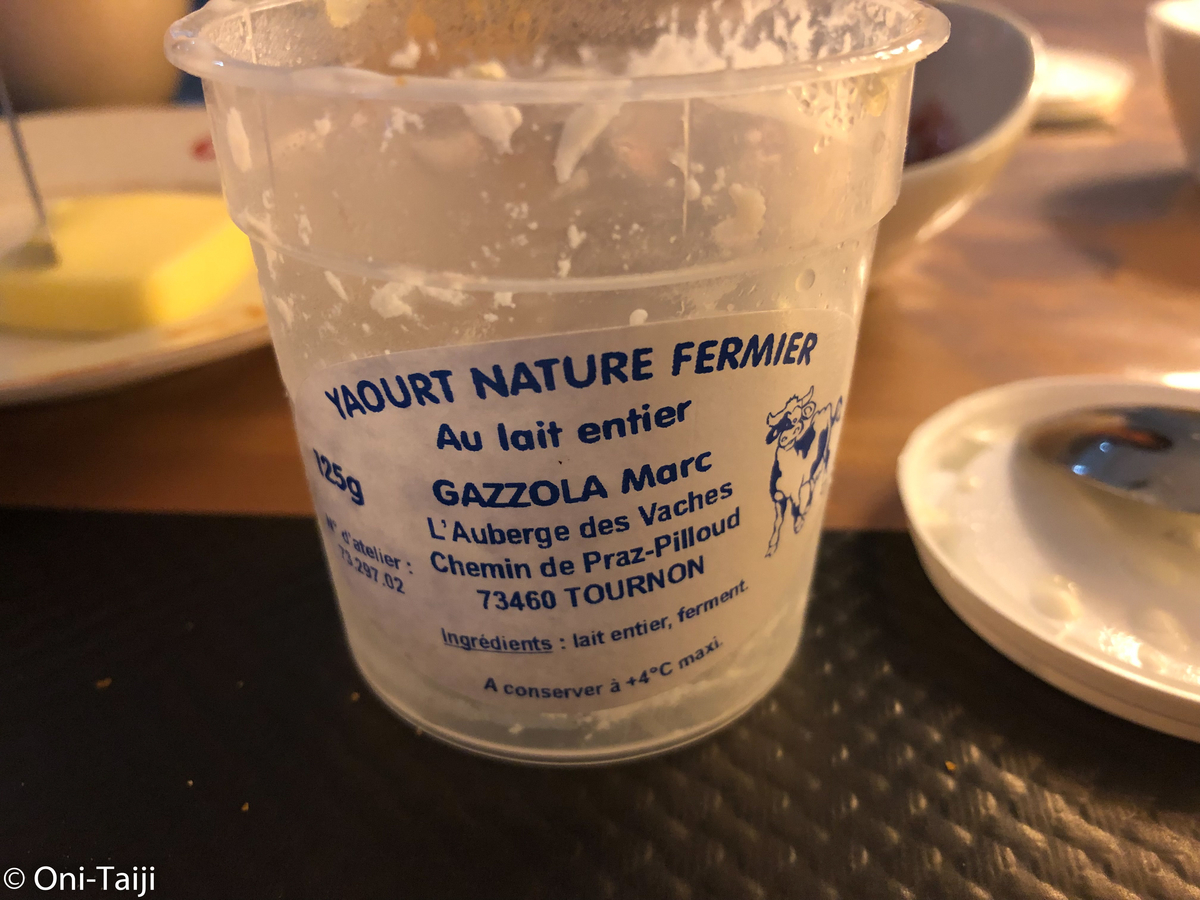 YAOURT NATURE FERMIER
Au lait entier
125g
GAZZOLA Marc
L'Auberge des Vaches
Chemin de Praz-Pilloud
73460 TOURNON
N° d'atelier :
73.297.02
Ingrédients : lait entier, ferment.
A conserver à +4°C maxi.
© Oni-Taiji